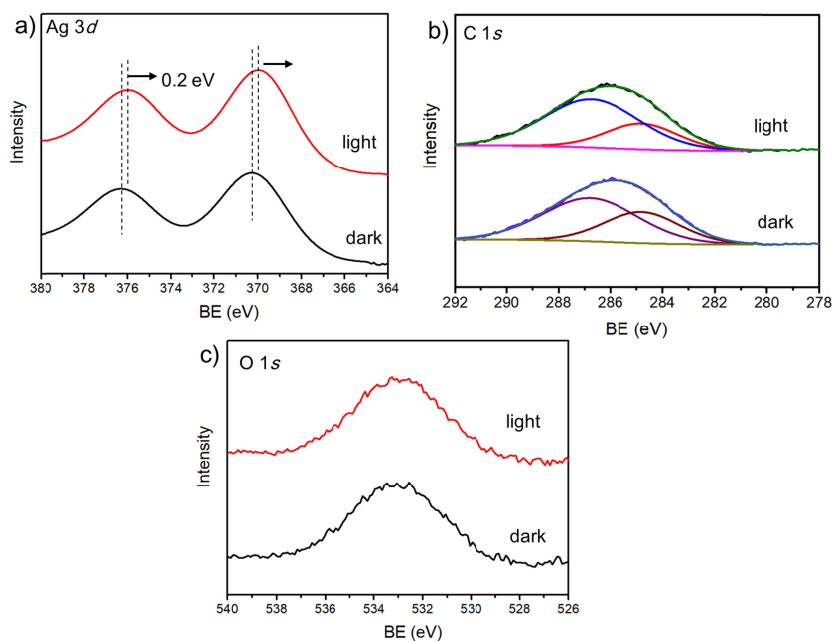 a) Ag 3d
0.2 eV
light
dark
Intensity
380 378 376 374 372 370 368 366 364
BE (eV)
b) C 1s
light
dark
Intensity
292 290 288 286 284 282 280 278
BE (eV)
c) O 1s
light
dark
Intensity
540 538 536 534 532 530 528 526
BE (eV)